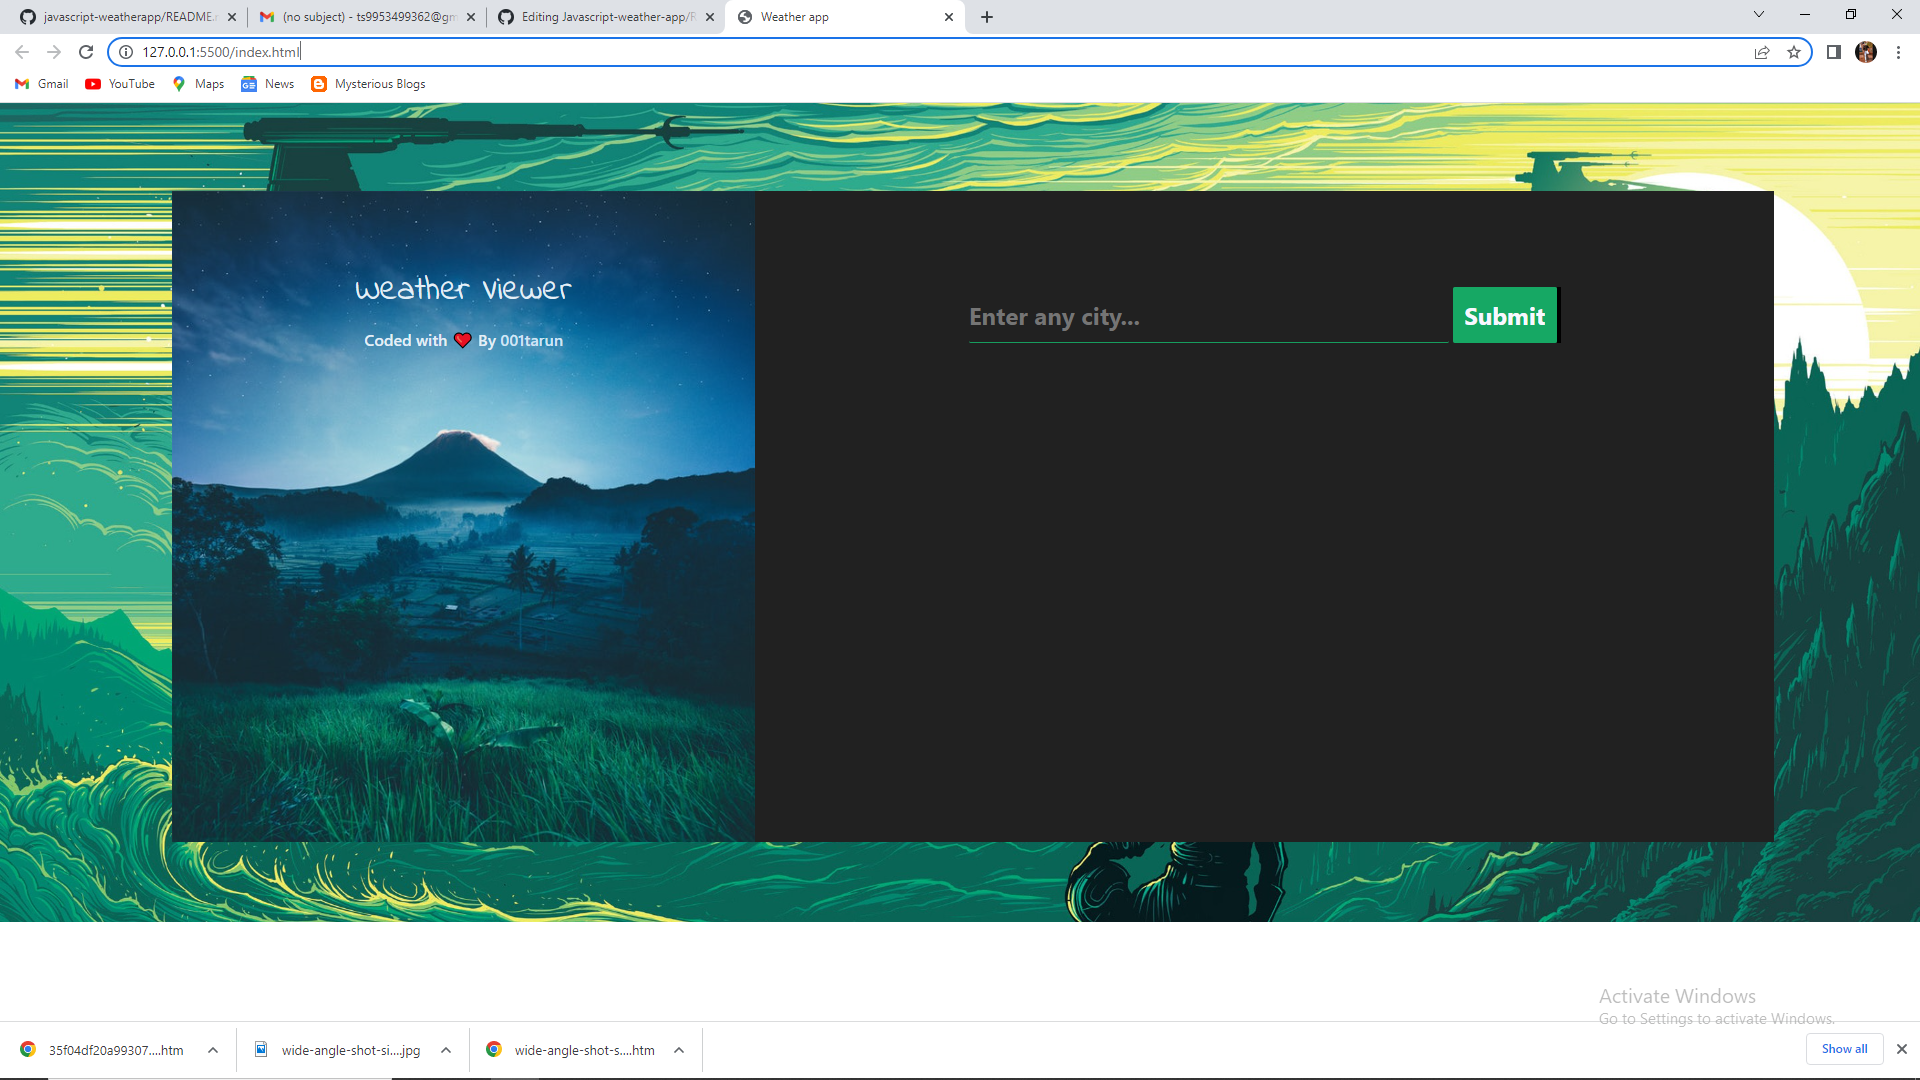 javascript-weatherapp/README.
(no subject) - ts9953499362@gm
Editing Javascript-weather-app/R
Weather app
127.0.0.1:5500/index.html
Gmail
YouTube
Maps
News
Mysterious Blogs
weather viewer
Coded with ❤ By 001tarun
Enter any city...
Submit
Activate Windows
Go to Settings to activate Windows.
35f04df20a99307....htm
wide-angle-shot-si....jpg
wide-angle-shot-s....htm
Show all